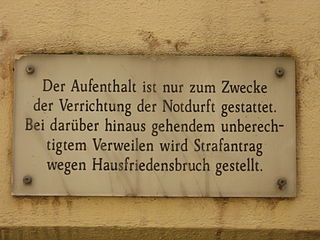 Der Aufenthalt ist nur zum Zwecke
der Verrichtung der Notdurft gestattet.
Bei darüber hinaus gehendem unberech-
tigtem Verweilen wird Strafantrag
wegen Hausfriedensbruch gestellt.